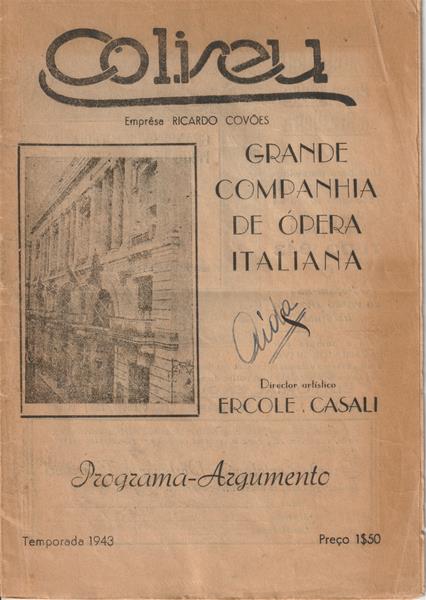 Coliseu
Emprêsa RICARDO COVÕES
GRANDE
COMPANHIA
DE ÓPERA
ITALIANA
Aida
Director artístico
ERCOLE . CASALI
Programa-Argumento
Temporada 1943
Preço 1$50